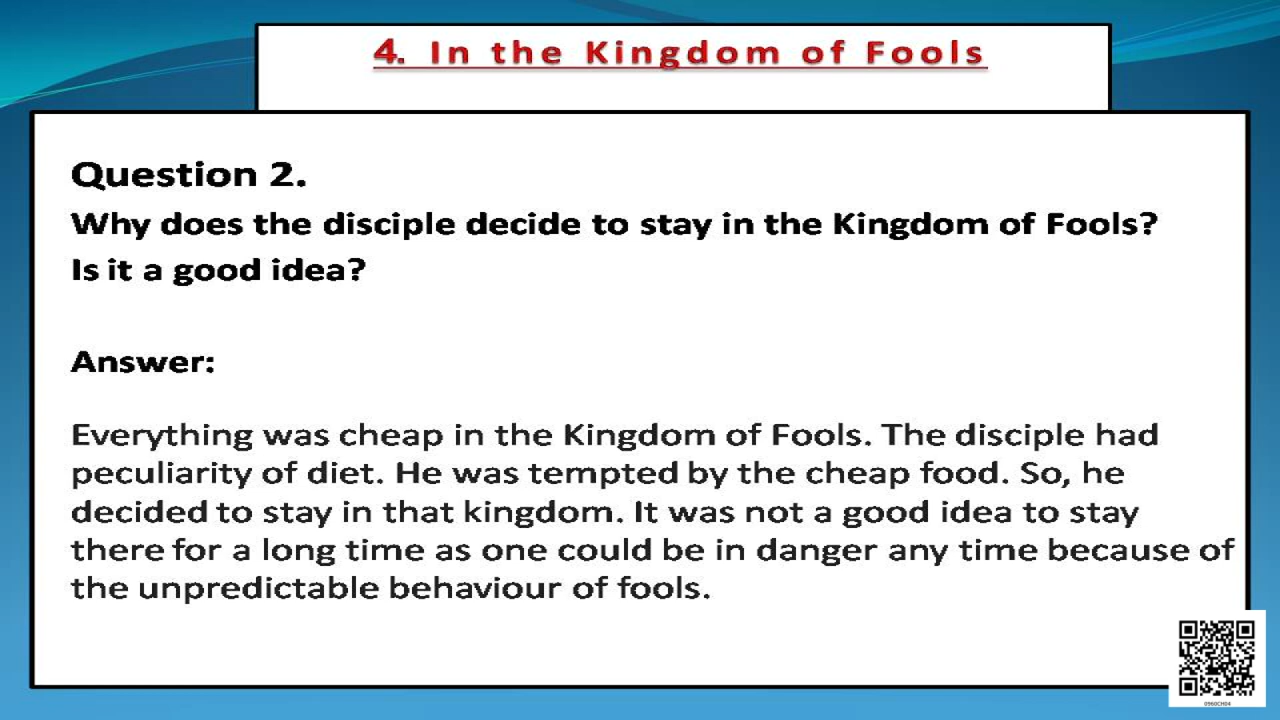 4. In the Kingdom of Fools
Question 2.
Why does the disciple decide to stay in the Kingdom of Fools?
Is it a good idea?
Answer:
Everything was cheap in the Kingdom of Fools. The disciple had
peculiarity of diet. He was tempted by the cheap food. So, he
decided to stay in that kingdom. It was not a good idea to stay
there for a long time as one could be in danger any time because of
the unpredictable behaviour of fools.
0960CH04